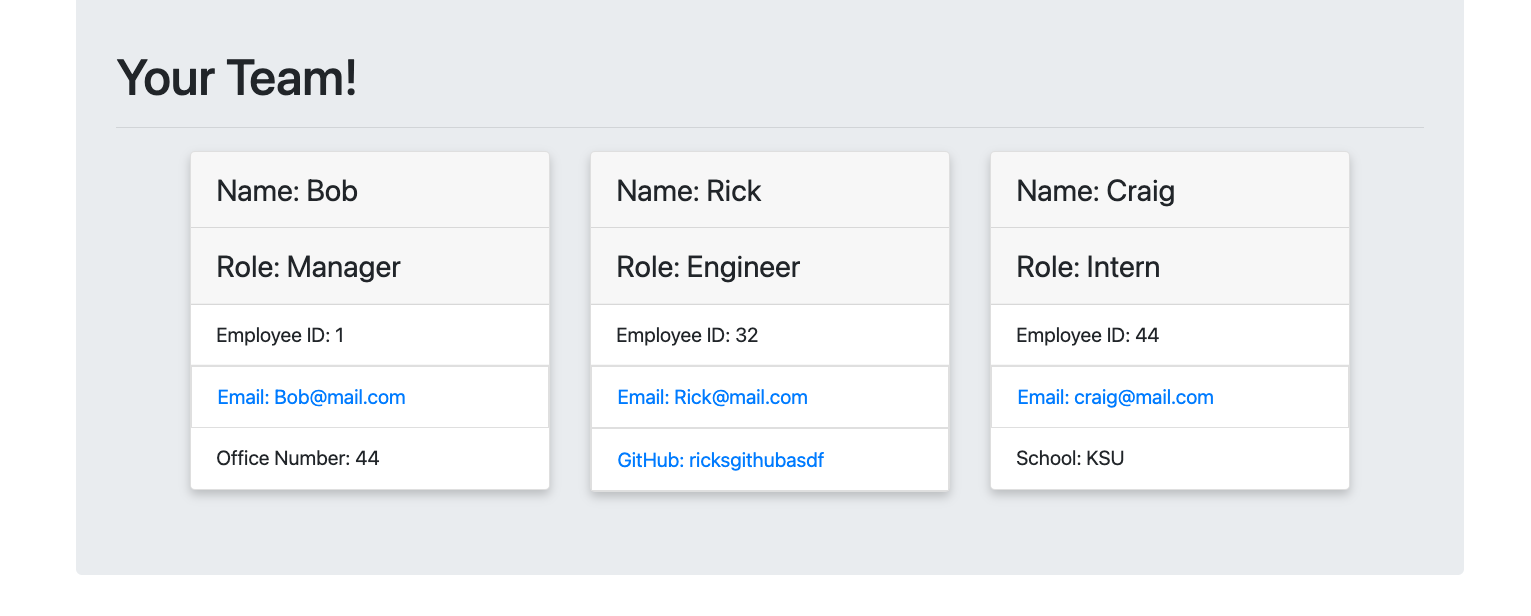 Your Team!
Name: Bob
Role: Manager
Employee ID: 1
Email: Bob@mail.com
Office Number: 44
Name: Rick
Role: Engineer
Employee ID: 32
Email: Rick@mail.com
GitHub: ricksgithubasdf
Name: Craig
Role: Intern
Employee ID: 44
Email: craig@mail.com
School: KSU